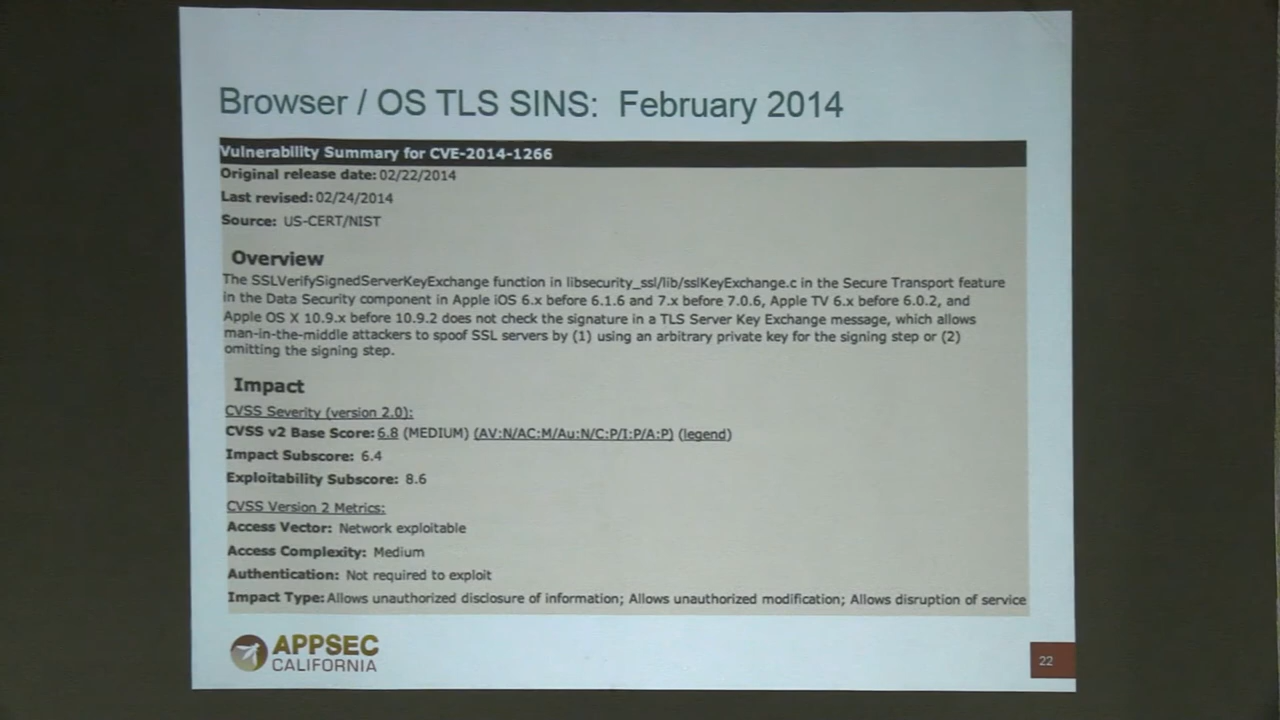 Browser / OS TLS SINS: February 2014
Vulnerability Summary for CVE-2014-1266
Original release date: 02/22/2014
Last revised: 02/24/2014
Source: US-CERT/NIST
Overview
The SSLVerifySignedServerKeyExchange function in libsecurity_ssl/lib/sslKeyExchange.c in the Secure Transport feature
in the Data Security component in Apple iOS 6.x before 6.1.6 and 7.x before 7.0.6, Apple TV 6.x before 6.0.2, and
Apple OS X 10.9.x before 10.9.2 does not check the signature in a TLS Server Key Exchange message, which allows
man-in-the-middle attackers to spoof SSL servers by (1) using an arbitrary private key for the signing step or (2)
omitting the signing step.
Impact
CVSS Severity (version 2.0):
CVSS v2 Base Score: 6.8 (MEDIUM) (AV:N/AC:M/Au:N/C:P/I:P/A:P) (legend)
Impact Subscore: 6.4
Exploitability Subscore: 8.6
CVSS Version 2 Metrics:
Access Vector: Network exploitable
Access Complexity: Medium
Authentication: Not required to exploit
Impact Type: Allows unauthorized disclosure of information; Allows unauthorized modification; Allows disruption of service
APPSEC
CALIFORNIA
22